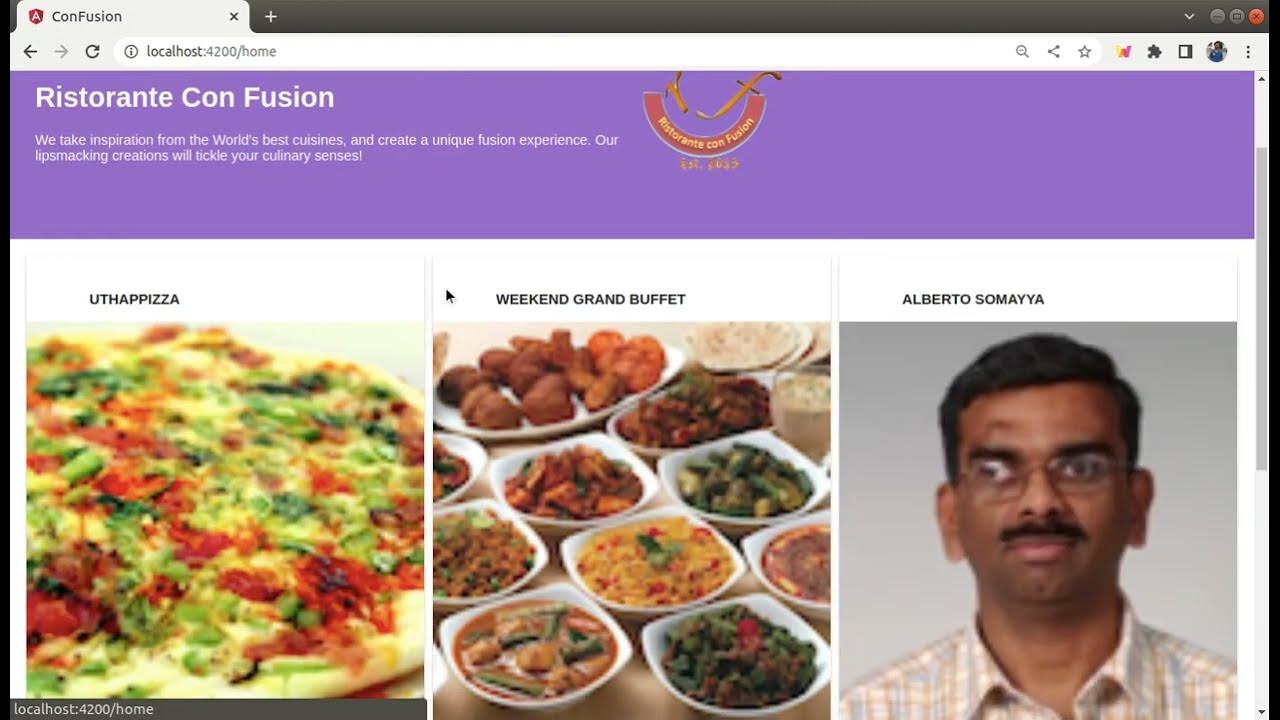 ConFusion
localhost:4200/home
Ristorante Con Fusion
We take inspiration from the World's best cuisines, and create a unique fusion experience. Our
lipsmacking creations will tickle your culinary senses!
Ristorante con Fusion
Est. 2013
UTHAPPIZZA
WEEKEND GRAND BUFFET
ALBERTO SOMAYYA
localhost:4200/home